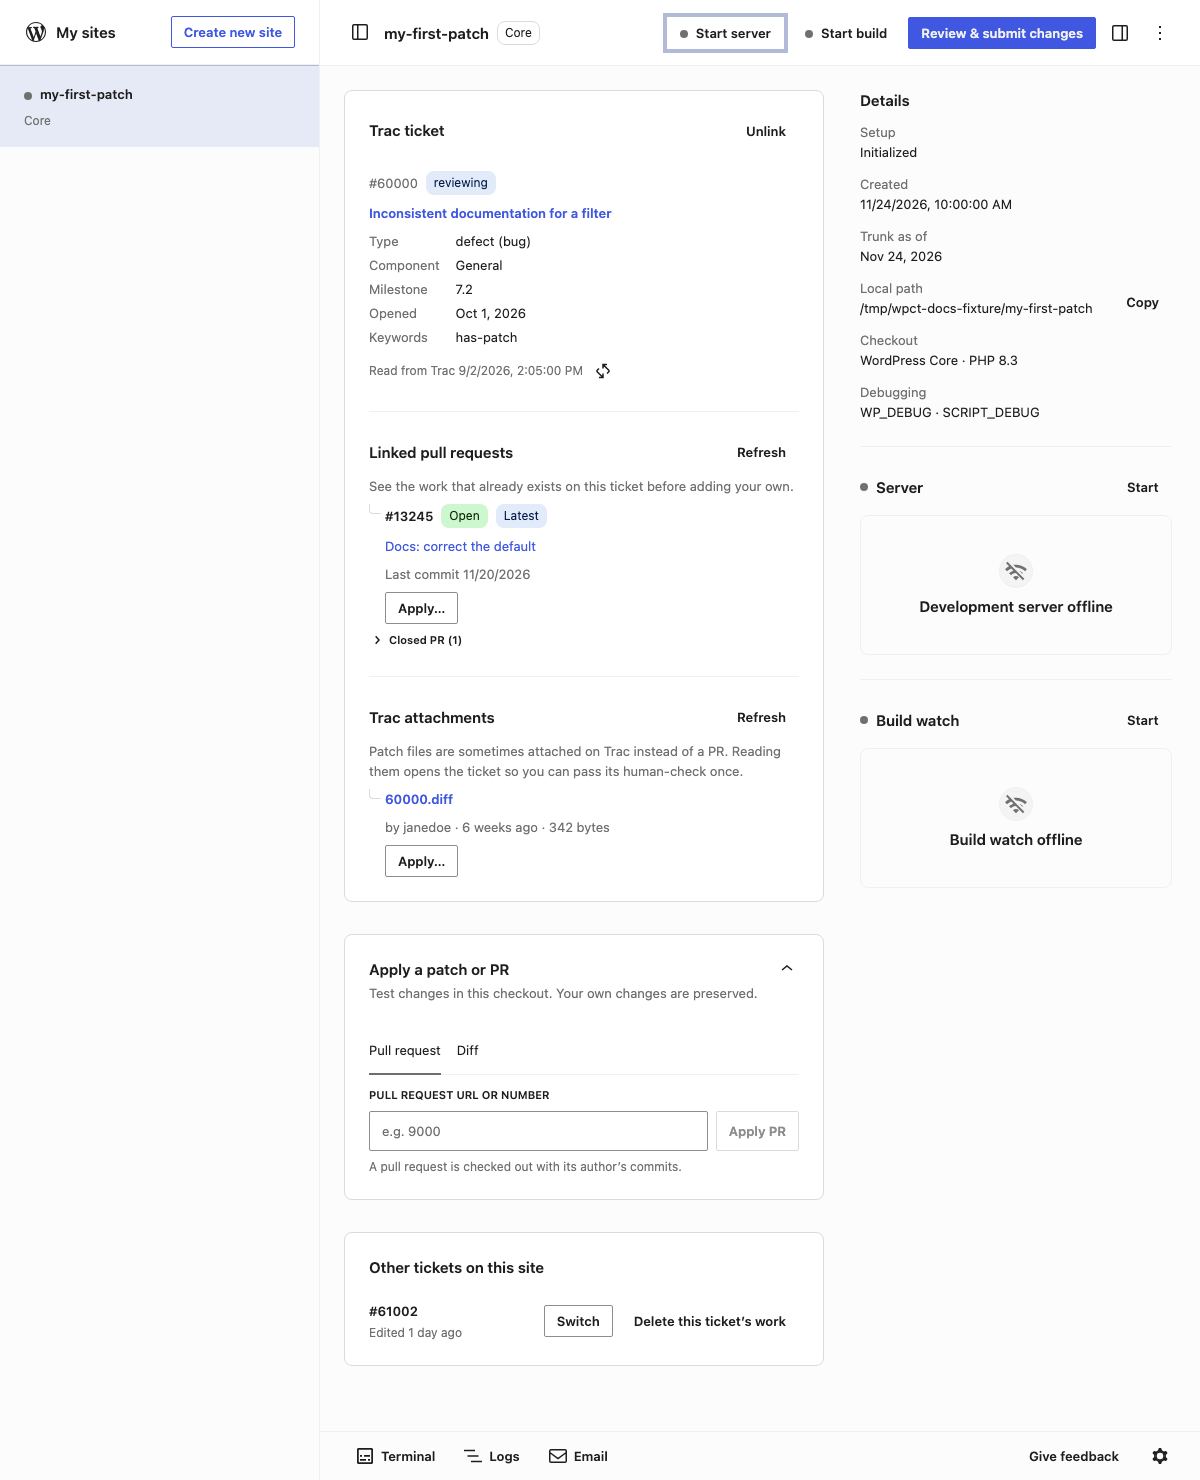 My sites
Create new site
my-first-patch
Core
my-first-patch
Core
Start server
Start build
Review & submit changes
Trac ticket
Unlink
#60000
reviewing
Inconsistent documentation for a filter
Type defect (bug)
Component General
Milestone 7.2
Opened Oct 1, 2026
Keywords has-patch
Read from Trac 9/2/2026, 2:05:00 PM
Linked pull requests
Refresh
See the work that already exists on this ticket before adding your own.
#13245 Open Latest
Docs: correct the default
Last commit 11/20/2026
Apply...
Closed PR (1)
Trac attachments
Refresh
Patch files are sometimes attached on Trac instead of a PR. Reading
them opens the ticket so you can pass its human-check once.
60000.diff
by janedoe · 6 weeks ago · 342 bytes
Apply...
Apply a patch or PR
Test changes in this checkout. Your own changes are preserved.
Pull request Diff
PULL REQUEST URL OR NUMBER
e.g. 9000
Apply PR
A pull request is checked out with its author’s commits.
Other tickets on this site
#61002
Edited 1 day ago
Switch
Delete this ticket’s work
Details
Setup
Initialized
Created
11/24/2026, 10:00:00 AM
Trunk as of
Nov 24, 2026
Local path
/tmp/wpct-docs-fixture/my-first-patch
Copy
Checkout
WordPress Core · PHP 8.3
Debugging
WP_DEBUG · SCRIPT_DEBUG
Server
Start
Development server offline
Build watch
Start
Build watch offline
Terminal
Logs
Email
Give feedback